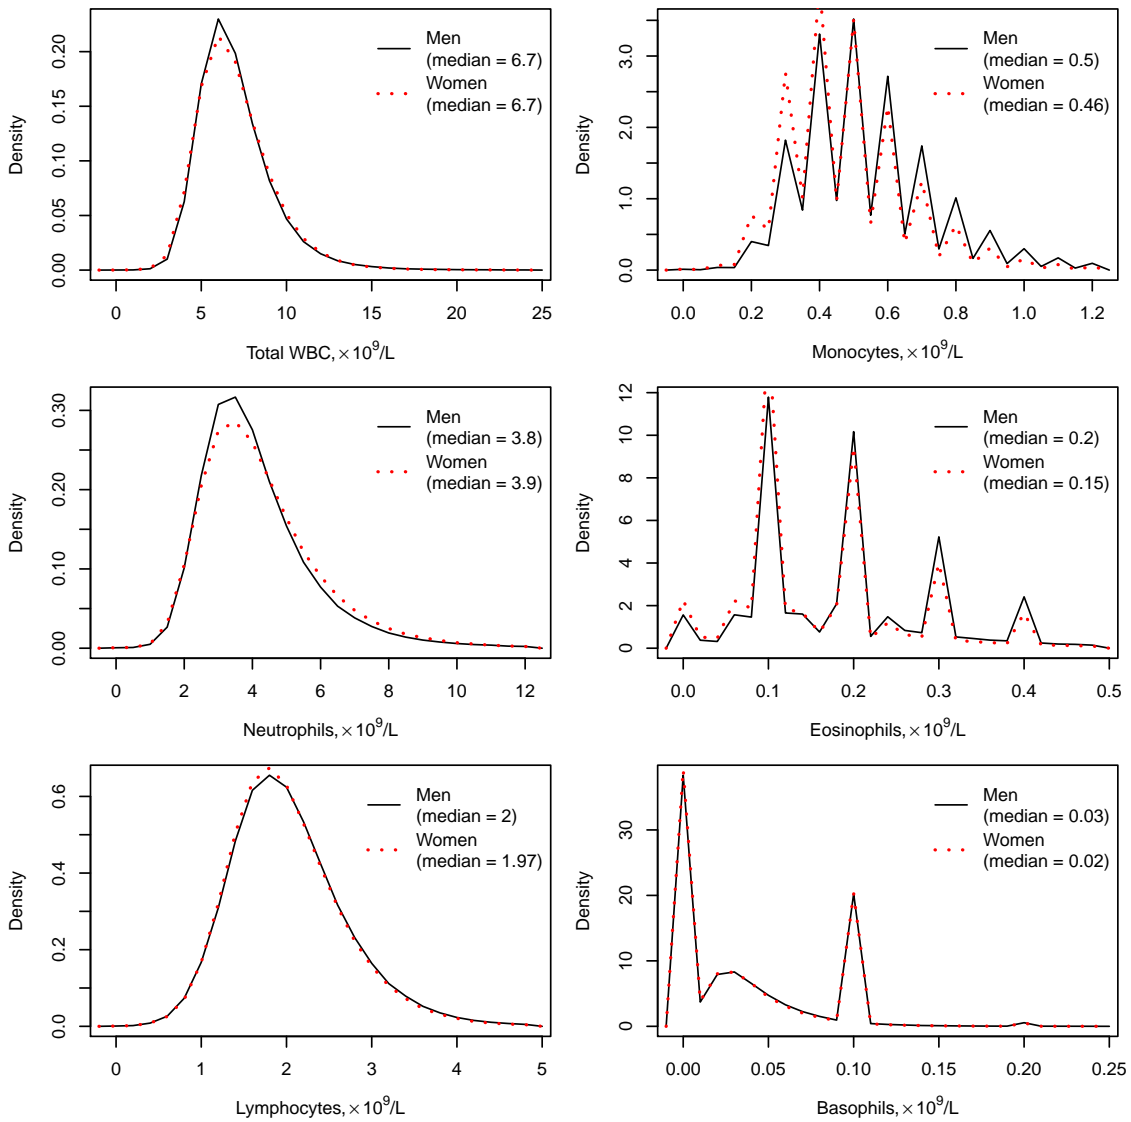 Density
0.00 0.05 0.10 0.15 0.20
Men
(median = 6.7)
Women
(median = 6.7)
0 5 10 15 20 25
Total WBC, ×10⁹/L
Density
0.0 1.0 2.0 3.0
Men
(median = 0.5)
Women
(median = 0.46)
0.0 0.2 0.4 0.6 0.8 1.0 1.2
Monocytes, ×10⁹/L
Density
0.00 0.10 0.20 0.30
Men
(median = 3.8)
Women
(median = 3.9)
0 2 4 6 8 10 12
Neutrophils, ×10⁹/L
Density
0 2 4 6 8 10 12
Men
(median = 0.2)
Women
(median = 0.15)
0.0 0.1 0.2 0.3 0.4 0.5
Eosinophils, ×10⁹/L
Density
0.0 0.2 0.4 0.6
Men
(median = 2)
Women
(median = 1.97)
0 1 2 3 4 5
Lymphocytes, ×10⁹/L
Density
0 10 20 30
Men
(median = 0.03)
Women
(median = 0.02)
0.00 0.05 0.10 0.15 0.20 0.25
Basophils, ×10⁹/L